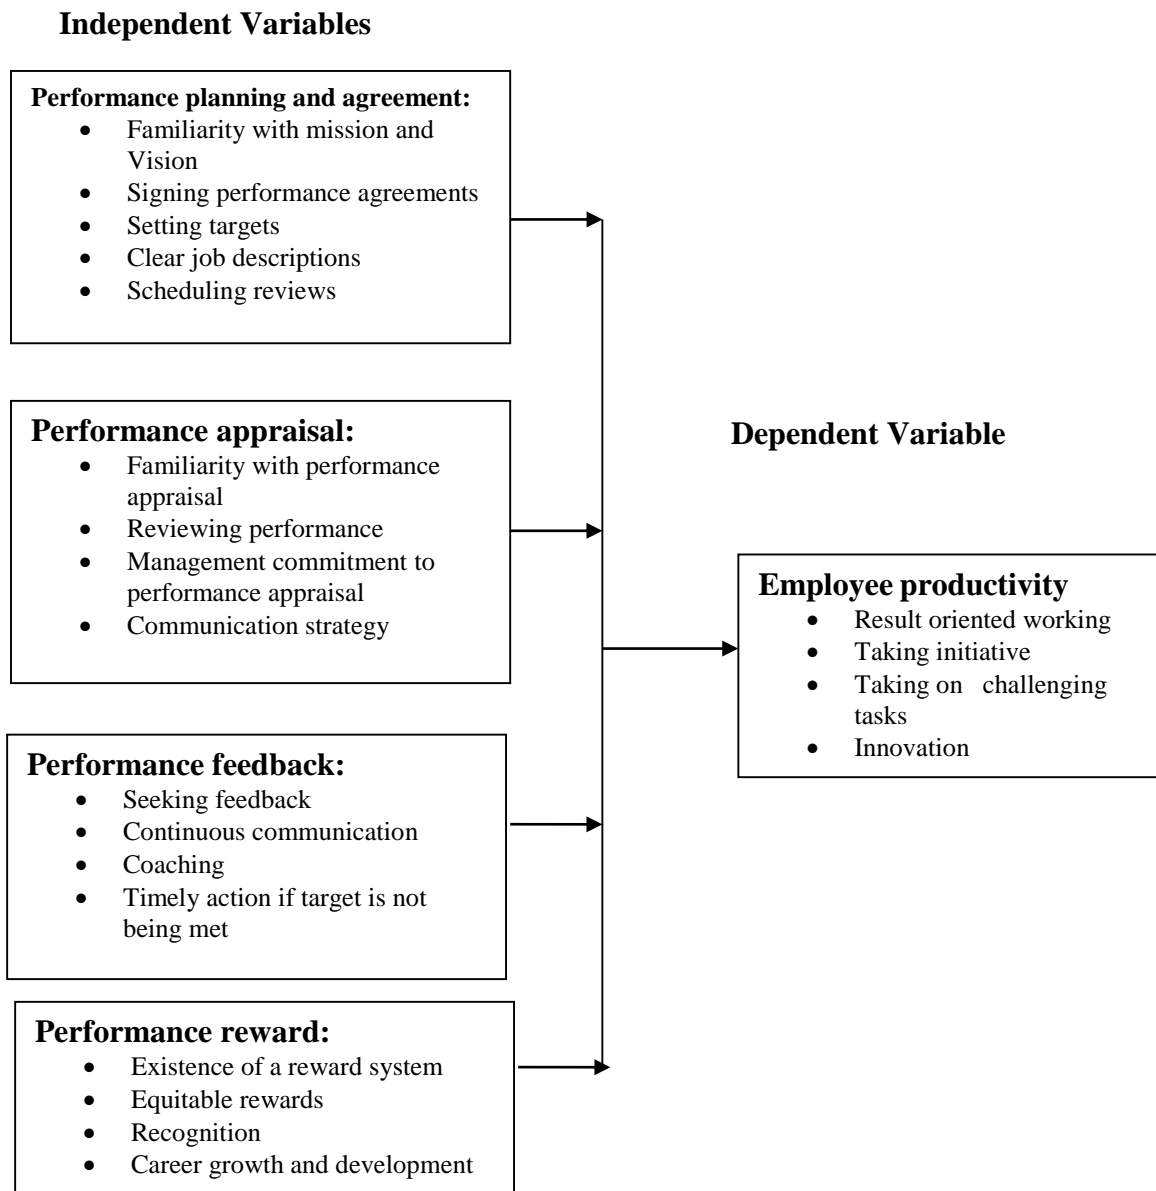 Independent Variables
Performance planning and agreement:
• Familiarity with mission and
Vision
• Signing performance agreements
• Setting targets
• Clear job descriptions
• Scheduling reviews
Performance appraisal:
• Familiarity with performance
appraisal
• Reviewing performance
• Management commitment to
performance appraisal
• Communication strategy
Performance feedback:
• Seeking feedback
• Continuous communication
• Coaching
• Timely action if target is not
being met
Performance reward:
• Existence of a reward system
• Equitable rewards
• Recognition
• Career growth and development
Dependent Variable
Employee productivity
• Result oriented working
• Taking initiative
• Taking on challenging
tasks
• Innovation